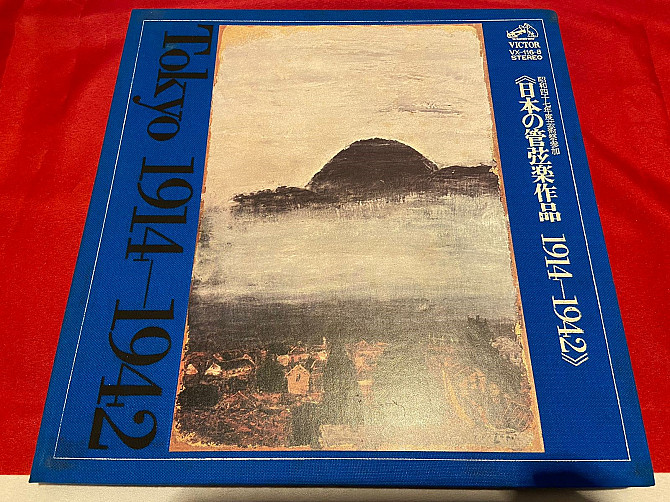 Tokyo 1914—1942
VICTOR
VX-116-8
STEREO
昭和四十七年度芸術祭参加
《日本の管弦楽作品 1914—1942》